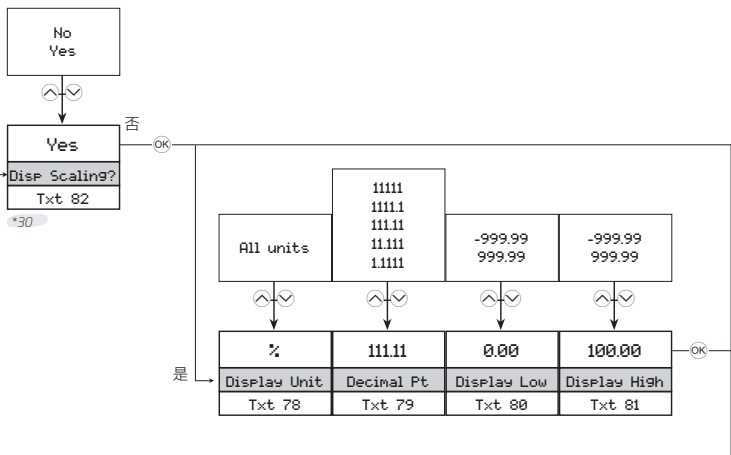 No
Yes
Yes
Disp Scaling?
Txt 82
*30
否
OK
All units
11111
1111.1
111.11
11.111
1.1111
-999.99
999.99
-999.99
999.99
是
%
Display Unit
Txt 78
111.11
Decimal Pt
Txt 79
0.00
Display Low
Txt 80
100.00
Display High
Txt 81
OK